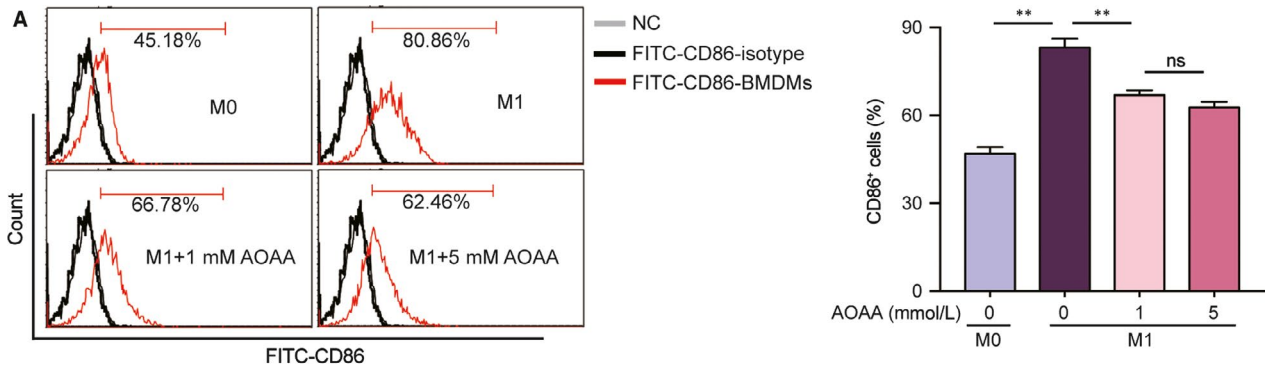 A
45.18%
M0
80.86%
M1
66.78%
M1+1 mM AOAA
62.46%
M1+5 mM AOAA
Count
FITC-CD86
NC
FITC-CD86-isotype
FITC-CD86-BMDMs
** **
ns
90
60
30
0
CD86⁺ cells (%)
AOAA (mmol/L) 0 0 1 5
M0 M1